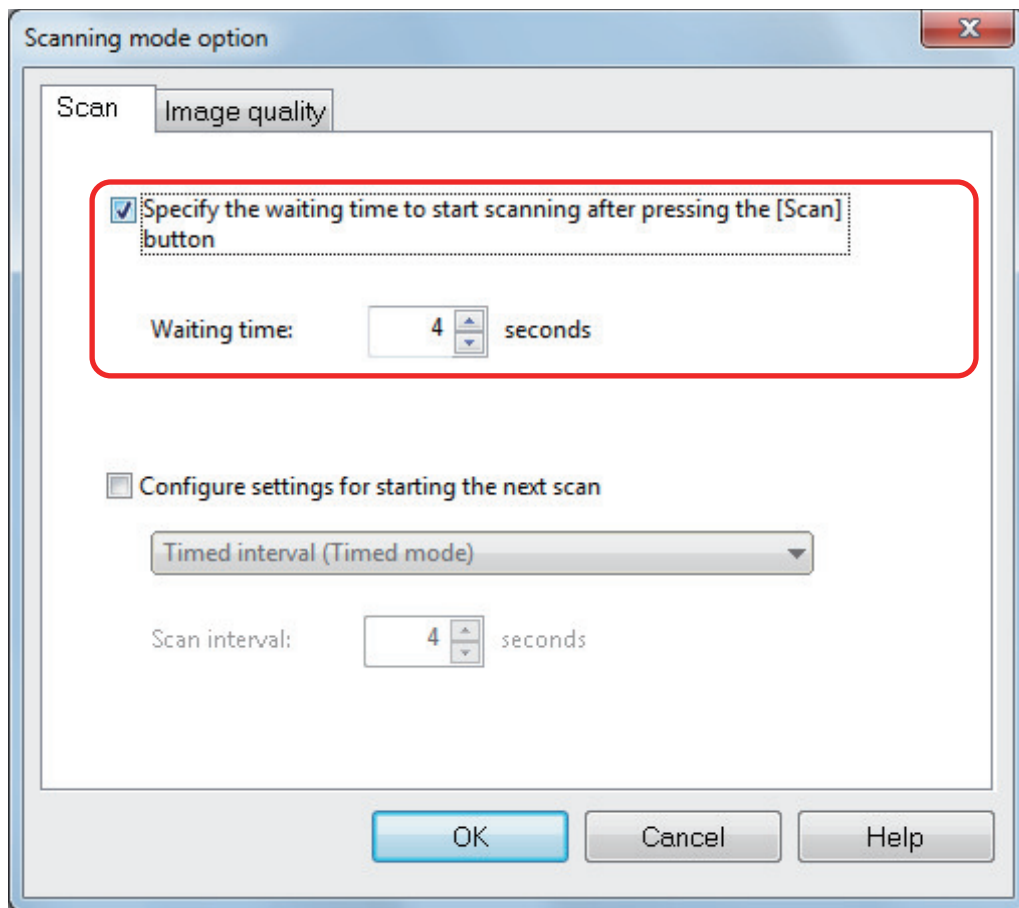 Scanning mode option
Scan
Image quality
Specify the waiting time to start scanning after pressing the [Scan]
button
Waiting time:
4
seconds
Configure settings for starting the next scan
Timed interval (Timed mode)
Scan interval:
4
seconds
OK
Cancel
Help